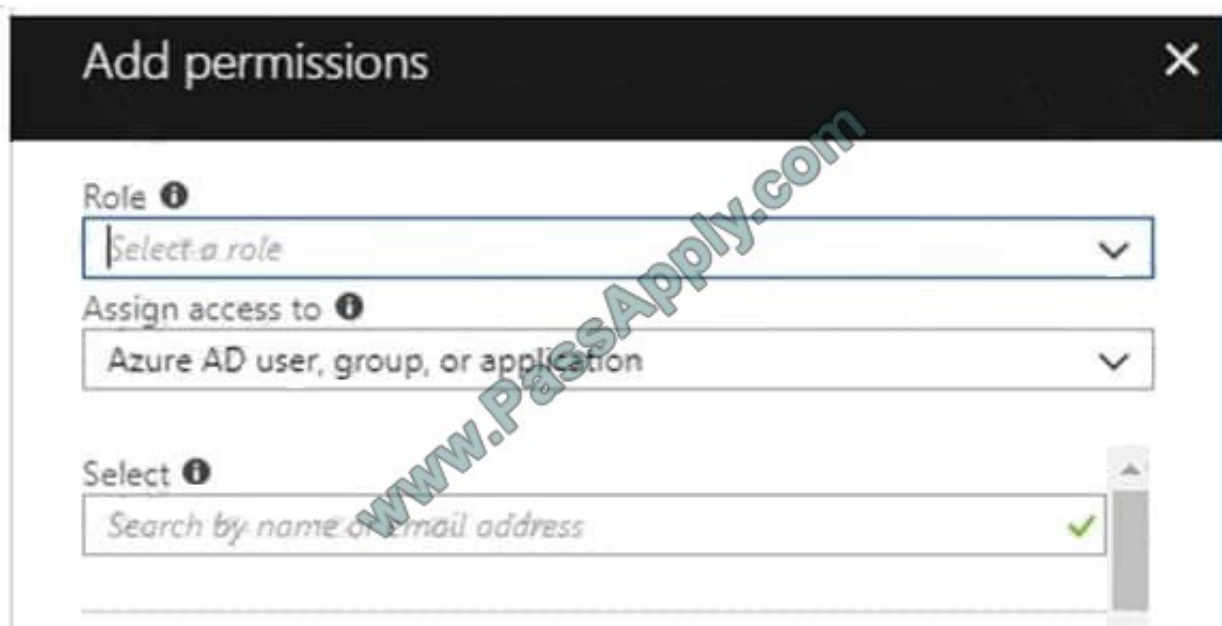 Add permissions
Role
Select a role
Assign access to
Azure AD user, group, or application
Select
Search by name or email address
www.PassApply.com